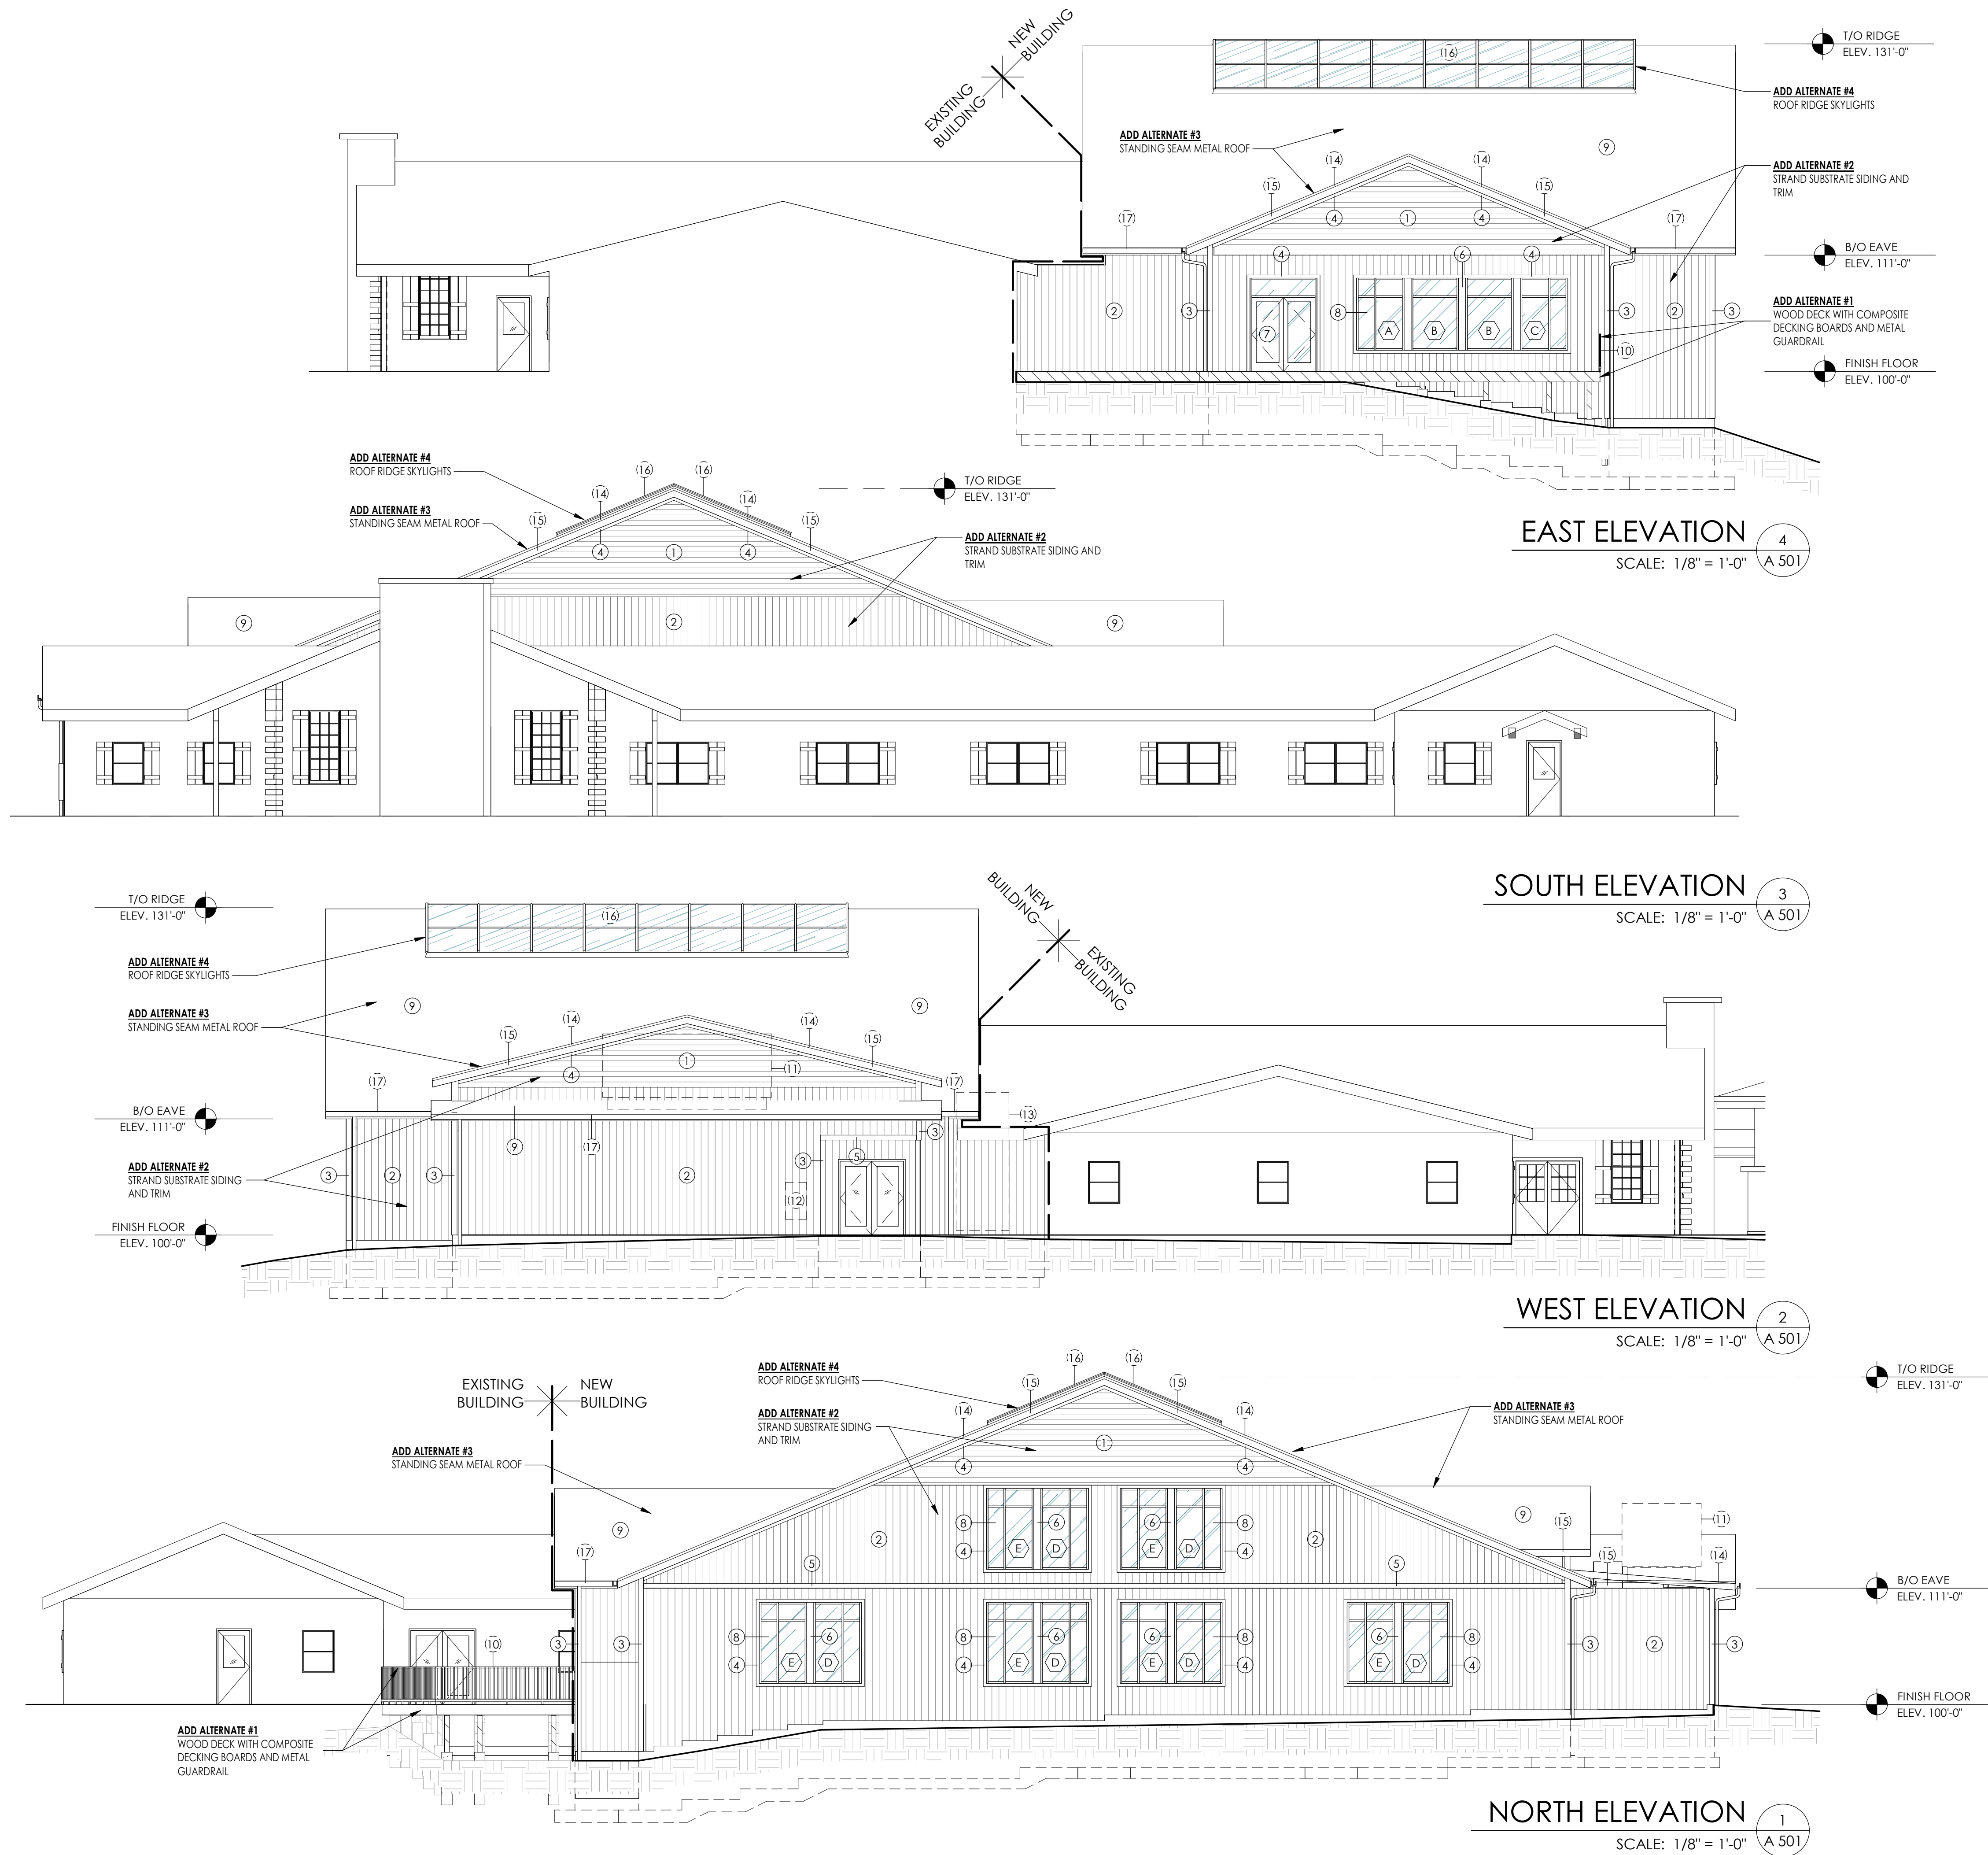 NEW
BUILDING
EXISTING
BUILDING
(16)
T/O RIDGE
ELEV. 131'-0"
ADD ALTERNATE #4
ROOF RIDGE SKYLIGHTS
ADD ALTERNATE #3
STANDING SEAM METAL ROOF
(14)
(14)
9
(15)
(15)
ADD ALTERNATE #2
STRAND SUBSTRATE SIDING AND
TRIM
(17)
4
1
4
(17)
4
6
4
B/O EAVE
ELEV. 111'-0"
2
3
8
7
A
B
B
C
3
2
3
(10)
ADD ALTERNATE #1
WOOD DECK WITH COMPOSITE
DECKING BOARDS AND METAL
GUARDRAIL
FINISH FLOOR
ELEV. 100'-0"
EAST ELEVATION
SCALE: 1/8" = 1'-0"
4
A 501
ADD ALTERNATE #4
ROOF RIDGE SKYLIGHTS
ADD ALTERNATE #3
STANDING SEAM METAL ROOF
(16)
(16)
(14)
(14)
(15)
(15)
T/O RIDGE
ELEV. 131'-0"
4
1
4
ADD ALTERNATE #2
STRAND SUBSTRATE SIDING AND
TRIM
9
2
9
SOUTH ELEVATION
SCALE: 1/8" = 1'-0"
3
A 501
T/O RIDGE
ELEV. 131'-0"
(16)
NEW
BUILDING
EXISTING
BUILDING
ADD ALTERNATE #4
ROOF RIDGE SKYLIGHTS
ADD ALTERNATE #3
STANDING SEAM METAL ROOF
9
9
(15)
(14)
(14)
(15)
1
4
(11)
(17)
(17)
(13)
B/O EAVE
ELEV. 111'-0"
9
(17)
3
3
5
ADD ALTERNATE #2
STRAND SUBSTRATE SIDING
AND TRIM
3
2
3
2
(12)
FINISH FLOOR
ELEV. 100'-0"
WEST ELEVATION
SCALE: 1/8" = 1'-0"
2
A 501
EXISTING
BUILDING
NEW
BUILDING
ADD ALTERNATE #4
ROOF RIDGE SKYLIGHTS
ADD ALTERNATE #2
STRAND SUBSTRATE SIDING
AND TRIM
(16)
(16)
(15)
(15)
(14)
(14)
T/O RIDGE
ELEV. 131'-0"
ADD ALTERNATE #3
STANDING SEAM METAL ROOF
ADD ALTERNATE #3
STANDING SEAM METAL ROOF
1
4
4
9
2
8
6
6
8
4
E
D
E
D
4
2
9
(15)
(11)
(17)
5
5
(15)
(14)
B/O EAVE
ELEV. 111'-0"
(10)
3
3
8
6
4
E
D
8
6
4
E
D
6
8
E
D
4
6
8
E
D
4
3
2
3
FINISH FLOOR
ELEV. 100'-0"
ADD ALTERNATE #1
WOOD DECK WITH COMPOSITE
DECKING BOARDS AND METAL
GUARDRAIL
NORTH ELEVATION
SCALE: 1/8" = 1'-0"
1
A 501